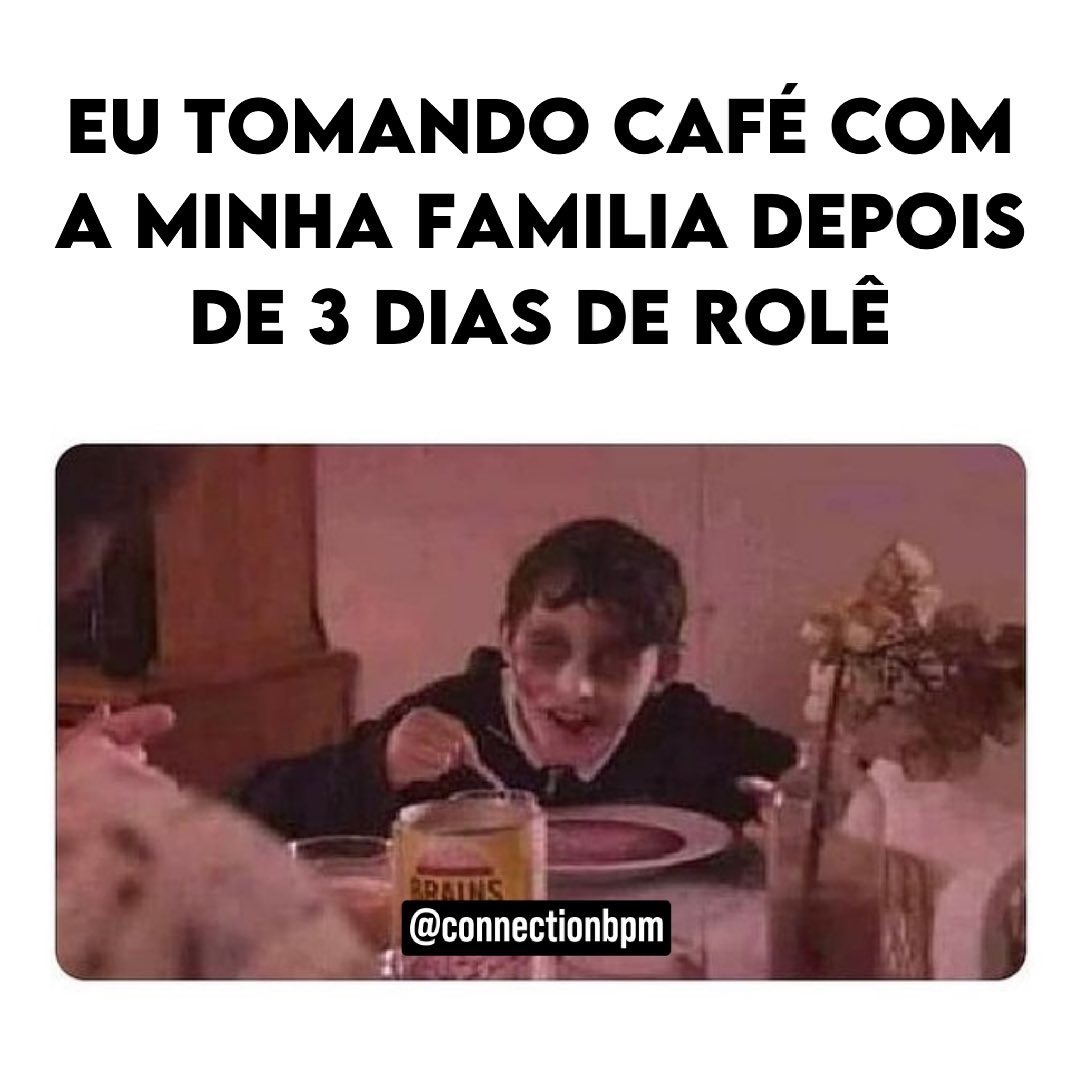 EU TOMANDO CAFÉ COM
A MINHA FAMILIA DEPOIS
DE 3 DIAS DE ROLÊ
BRAINS
@connectionbpm